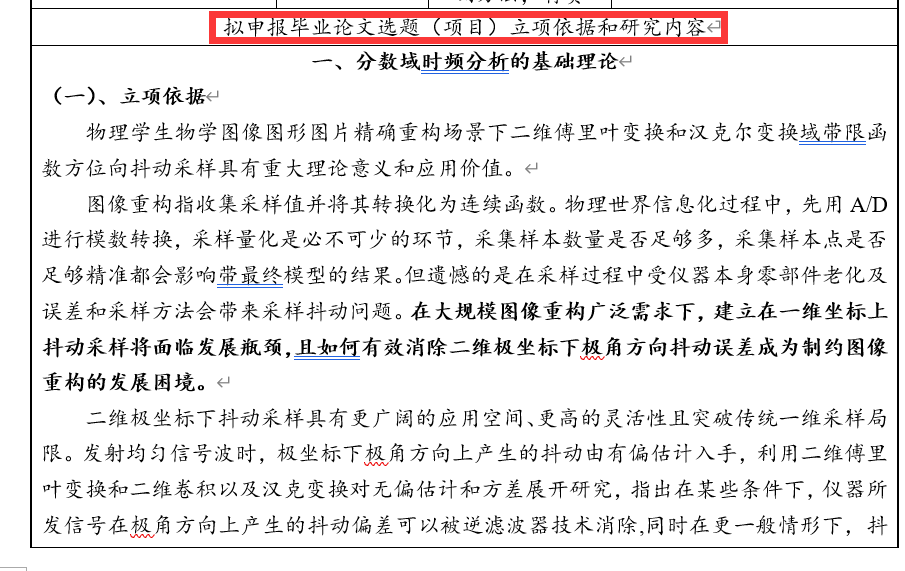 拟申报毕业论文选题（项目）立项依据和研究内容
一、分数域时频分析的基础理论
（一）、立项依据
物理学生物学图像图形图片精确重构场景下二维傅里叶变换和汉克尔变换域带限函
数方位向抖动采样具有重大理论意义和应用价值。
图像重构指收集采样值并将其转换化为连续函数。物理世界信息化过程中，先用 A/D
进行模数转换，采样量化是必不可少的环节，采集样本数量是否足够多，采集样本点是否
足够精准都会影响带最终模型的结果。但遗憾的是在采样过程中受仪器本身零部件老化及
误差和采样方法会带来采样抖动问题。在大规模图像重构广泛需求下，建立在一维坐标上
抖动采样将面临发展瓶颈，且如何有效消除二维极坐标下极角方向抖动误差成为制约图像
重构的发展困境。
二维极坐标下抖动采样具有更广阔的应用空间、更高的灵活性且突破传统一维采样局
限。发射均匀信号波时，极坐标下极角方向上产生的抖动由有偏估计入手，利用二维傅里
叶变换和二维卷积以及汉克变换对无偏估计和方差展开研究，指出在某些条件下，仪器所
发信号在极角方向上产生的抖动偏差可以被逆滤波器技术消除,同时在更一般情形下，抖